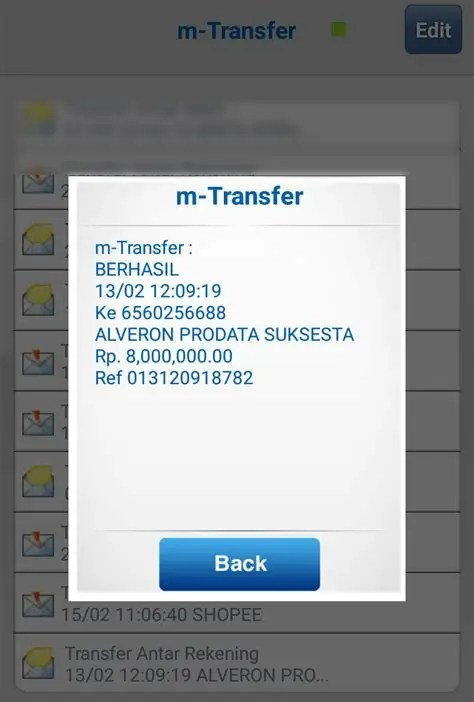 m-Transfer
Edit
m-Transfer
m-Transfer :
BERHASIL
13/02 12:09:19
Ke 6560256688
ALVERON PRODATA SUKSESTA
Rp. 8,000,000.00
Ref 013120918782
Back
15/02 11:06:40 SHOPEE
Transfer Antar Rekening
13/02 12:09:19 ALVERON PRO...